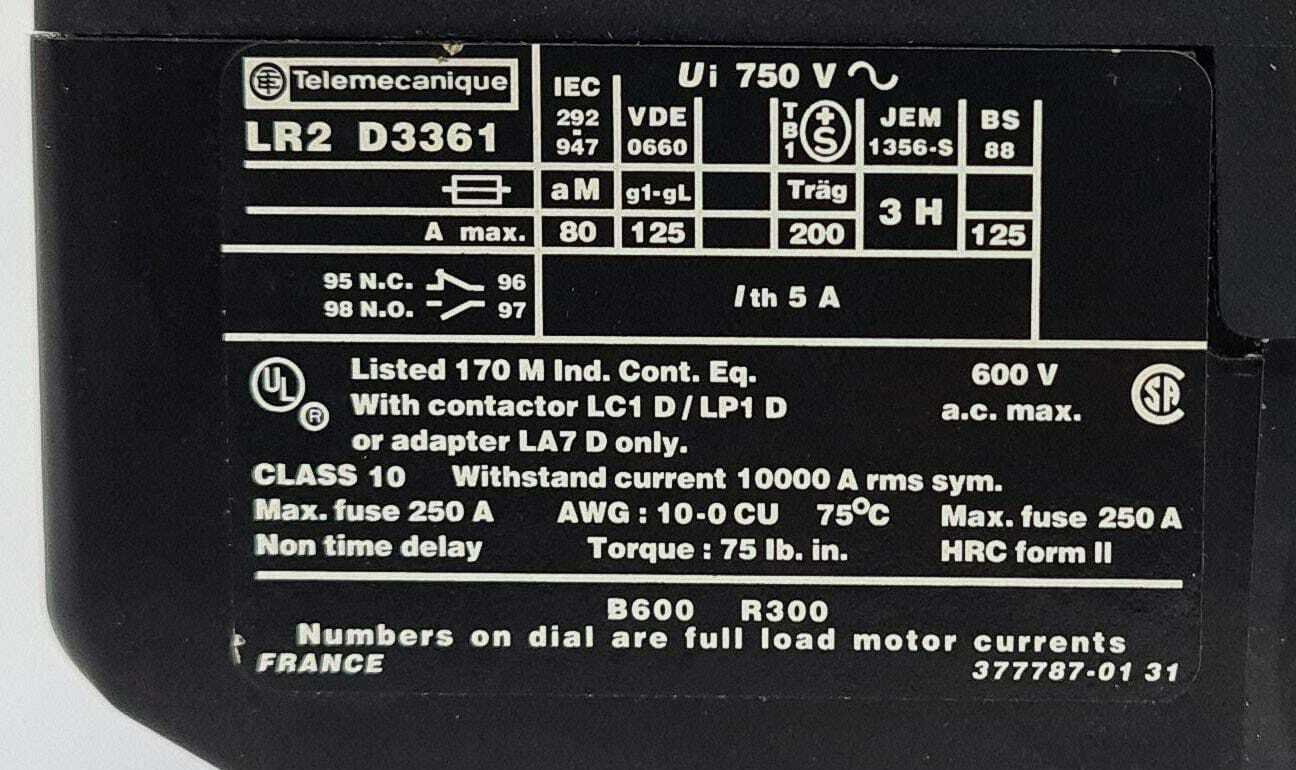 Telemecanique
LR2 D3361
IEC 292-947
Ui 750 V ~
VDE 0660
TB1 +S
JEM 1356-S
BS 88
aM
g1-gL
Träg
3 H
A max.
80
125
200
125
95 N.C. 96
98 N.O. 97
Ith 5 A
UL ®
Listed 170 M Ind. Cont. Eq.
600 V
With contactor LC1 D / LP1 D
a.c. max.
SA
or adapter LA7 D only.
CLASS 10 Withstand current 10000 A rms sym.
Max. fuse 250 A AWG : 10-0 CU 75°C Max. fuse 250 A
Non time delay Torque : 75 lb. in. HRC form II
B600 R300
Numbers on dial are full load motor currents
FRANCE 377787-01 31